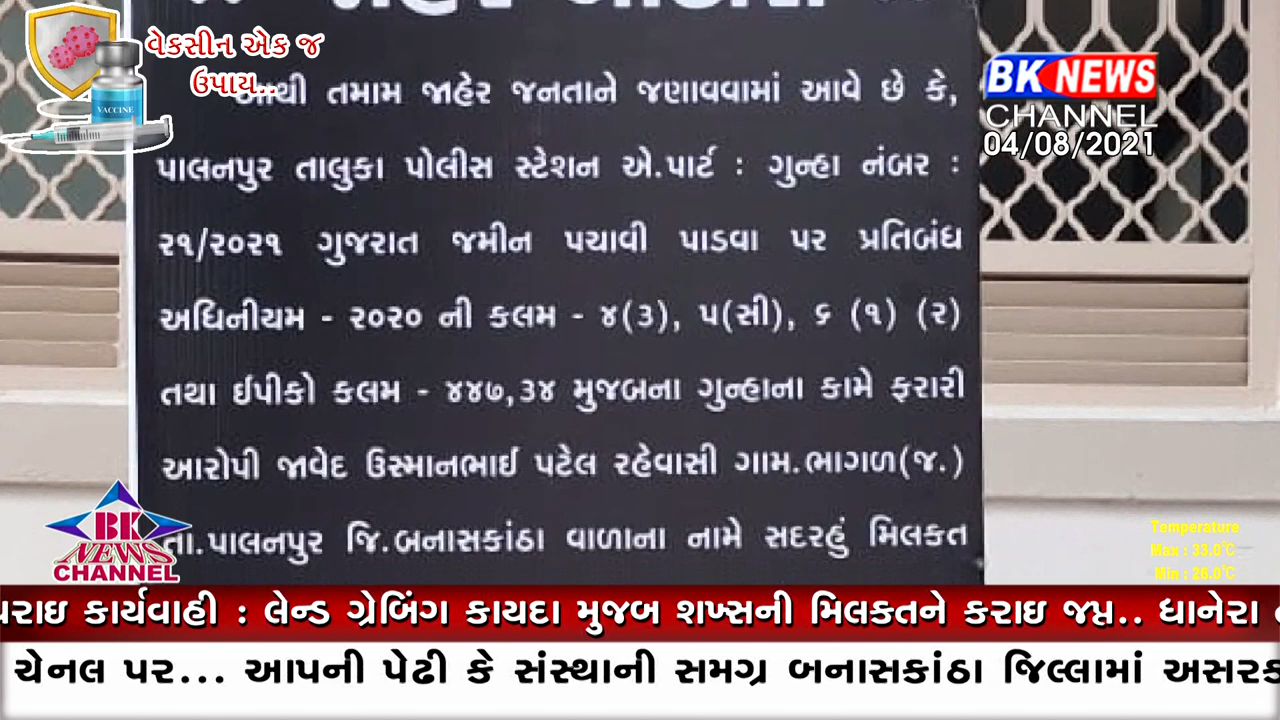 વેકસીન એક જ
ઉપાય..
VACCINE
BK NEWS
CHANNEL
04/08/2021
આથી તમામ જાહેર જનતાને જણાવવામાં આવે છે કે,
પાલનપુર તાલુકા પોલીસ સ્ટેશન એ.પાર્ટ : ગુન્હા નંબર :
૨૧/૨૦૨૧ ગુજરાત જમીન પચાવી પાડવા પર પ્રતિબંધ
અધિનીયમ - ૨૦૨૦ ની કલમ - ૪(૩), ૫(સી), ૬ (૧) (૨)
તથા ઈપીકો કલમ - ૪૪૭,૩૪ મુજબના ગુન્હાના કામે ફરારી
આરોપી જાવેદ ઉસ્માનભાઈ પટેલ રહેવાસી ગામ.ભાગળ(જ.)
તા.પાલનપુર જિ.બનાસકાંઠા વાળાના નામે સદરહું મિલકત
BK
NEWS
CHANNEL
Temperature
Max : 33.0℃
Min : 26.0℃
કાર્યવાહી : લેન્ડ ગ્રેબિંગ કાયદા મુજબ શખ્સની મિલકતને કરાઇ જપ્ત.. ધાનેરા
ચેનલ પર... આપની પેઢી કે સંસ્થાની સમગ્ર બનાસકાંઠા જિલ્લામાં